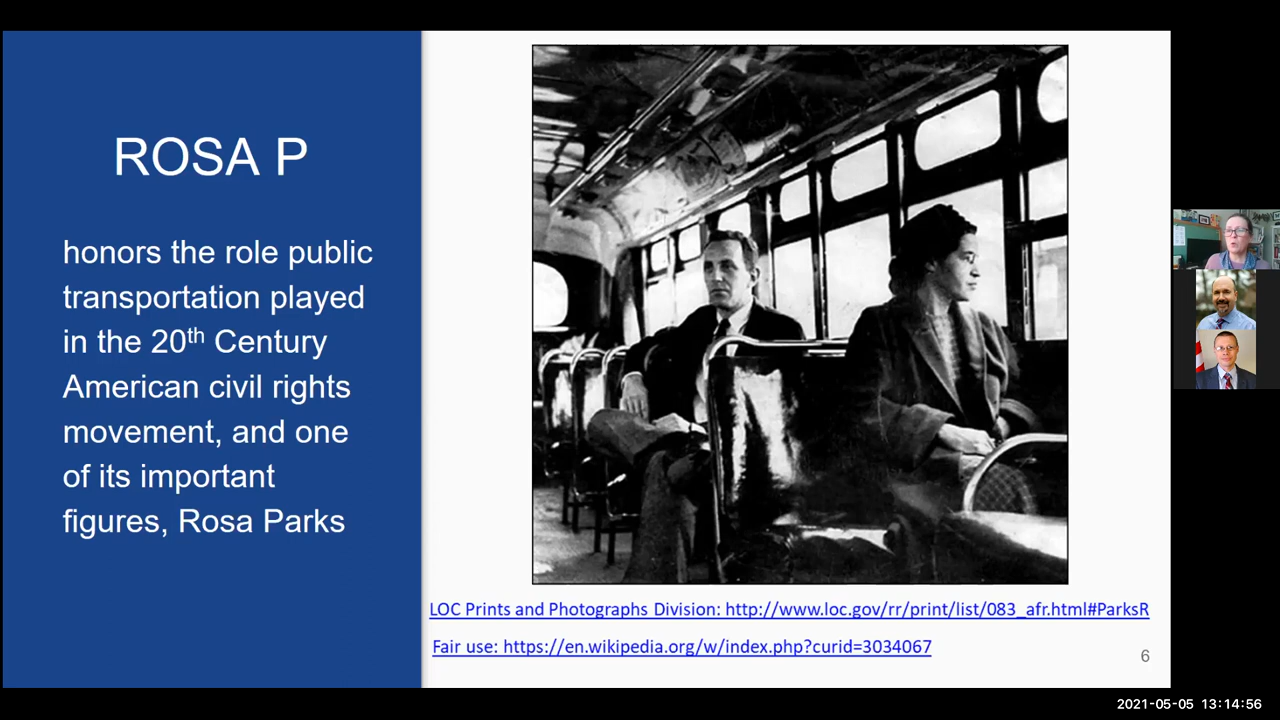 ROSA P
honors the role public
transportation played
in the 20th Century
American civil rights
movement, and one
of its important
figures, Rosa Parks
LOC Prints and Photographs Division: http://www.loc.gov/rr/print/list/083_afr.html#ParksR
Fair use: https://en.wikipedia.org/w/index.php?curid=3034067
6
2021-05-05 13:14:56